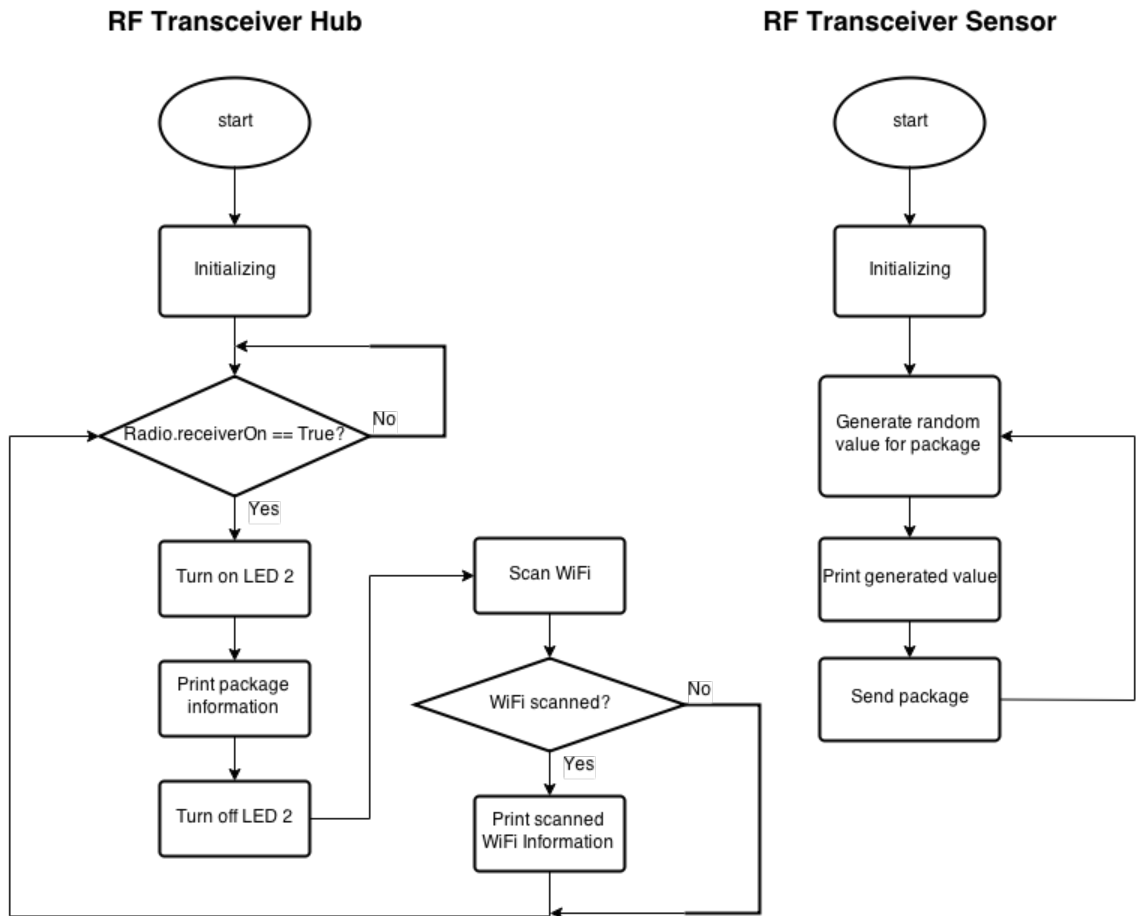 RF Transceiver Hub
start
Initializing
Radio.receiverOn == True?
No
Yes
Turn on LED 2
Print package
information
Turn off LED 2
Scan WiFi
WiFi scanned?
No
Yes
Print scanned
WiFi Information
RF Transceiver Sensor
start
Initializing
Generate random
value for package
Print generated value
Send package